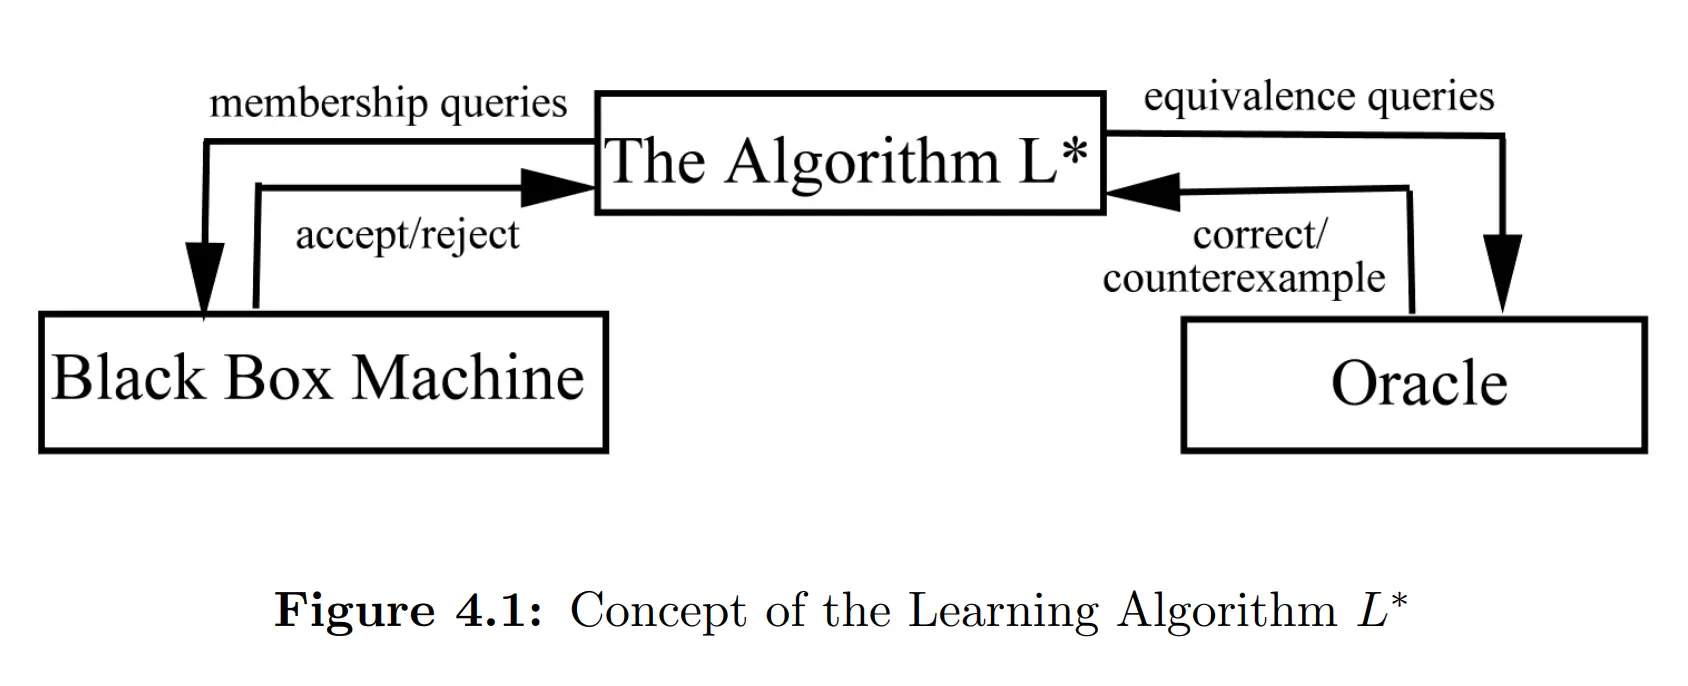 membership queries
equivalence queries
The Algorithm L*
accept/reject
correct/
counterexample
Black Box Machine
Oracle
Figure 4.1: Concept of the Learning Algorithm L*